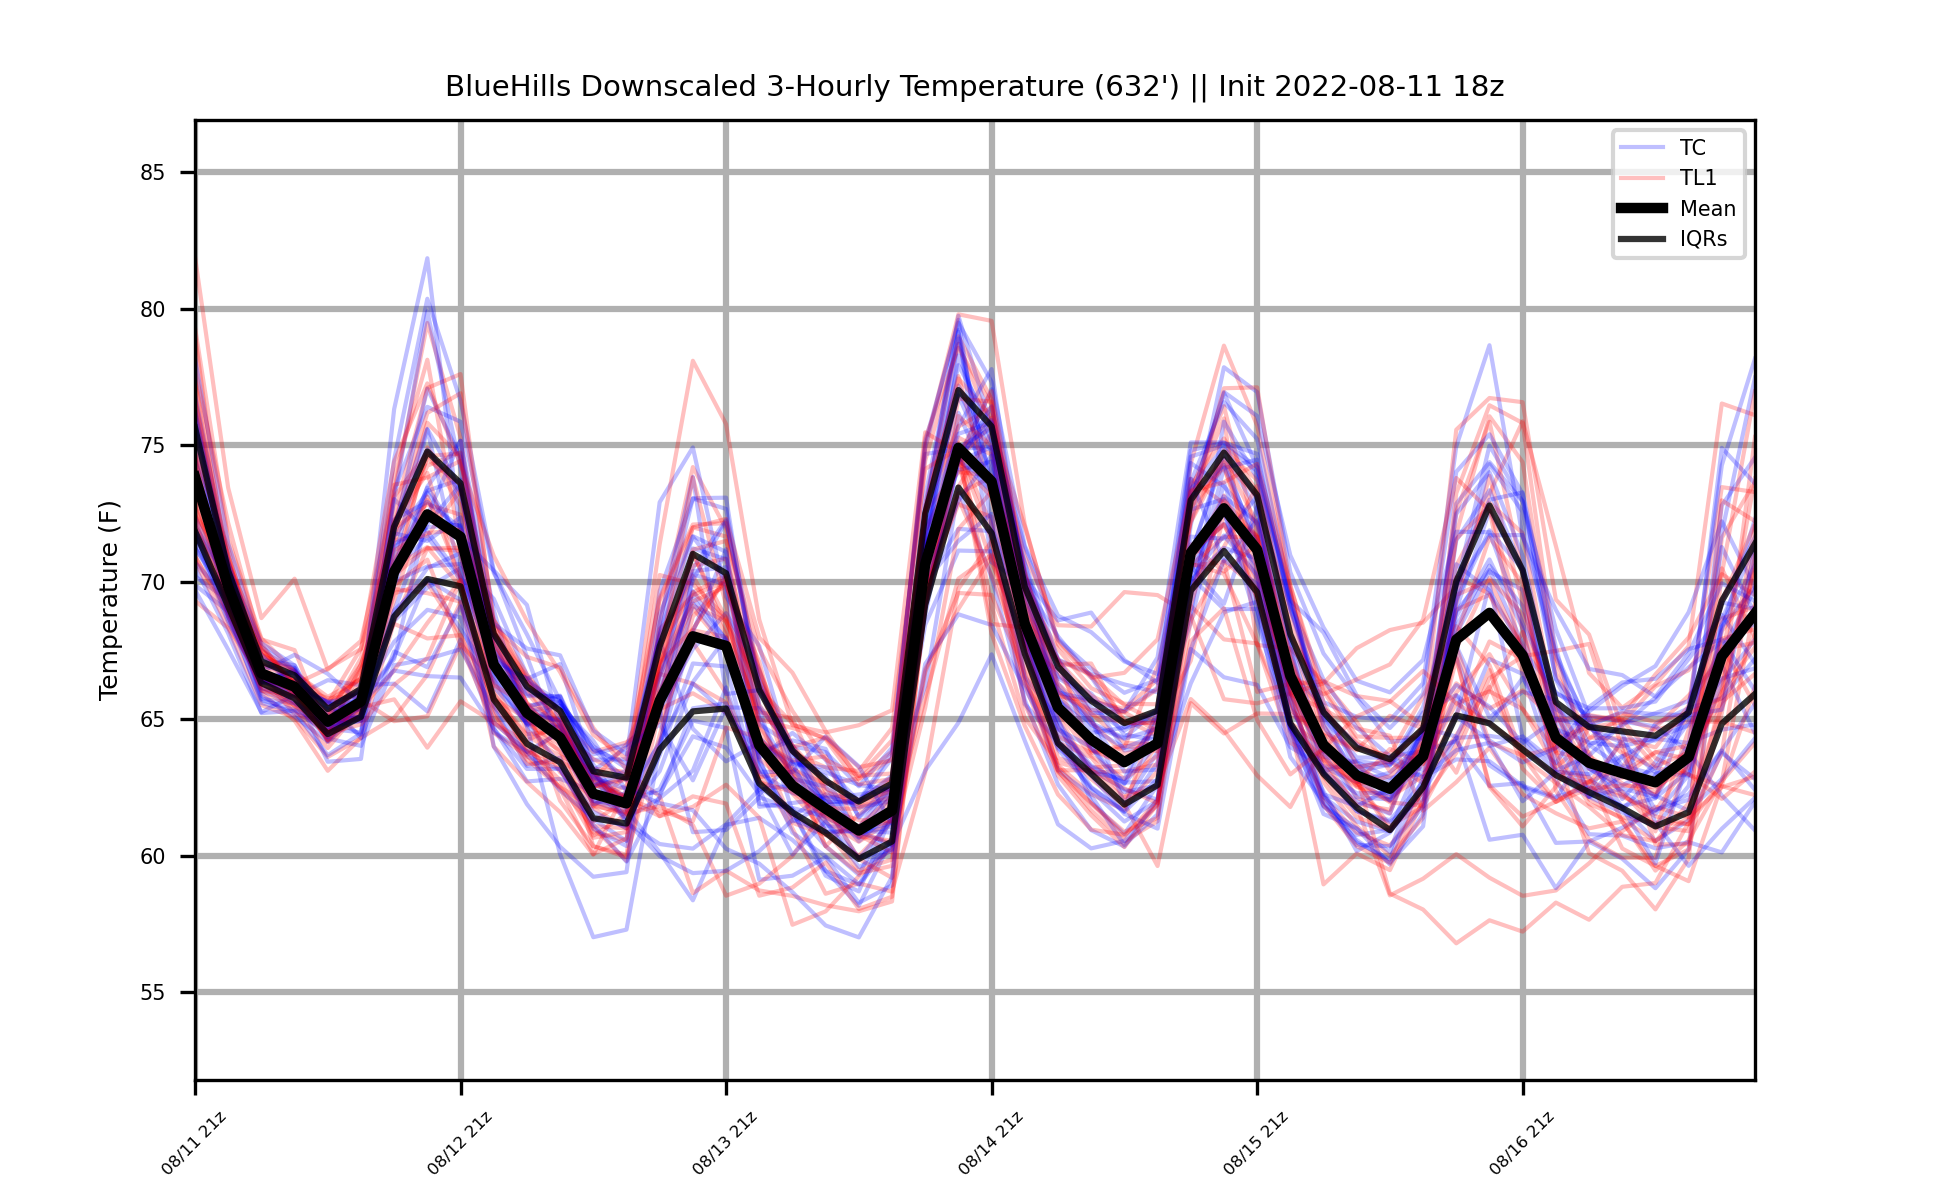 BlueHills Downscaled 3-Hourly Temperature (632') || Init 2022-08-11 18z
TC
TL1
Mean
IQRs
Temperature (F)
85
80
75
70
65
60
55
08/11 21z
08/12 21z
08/13 21z
08/14 21z
08/15 21z
08/16 21z